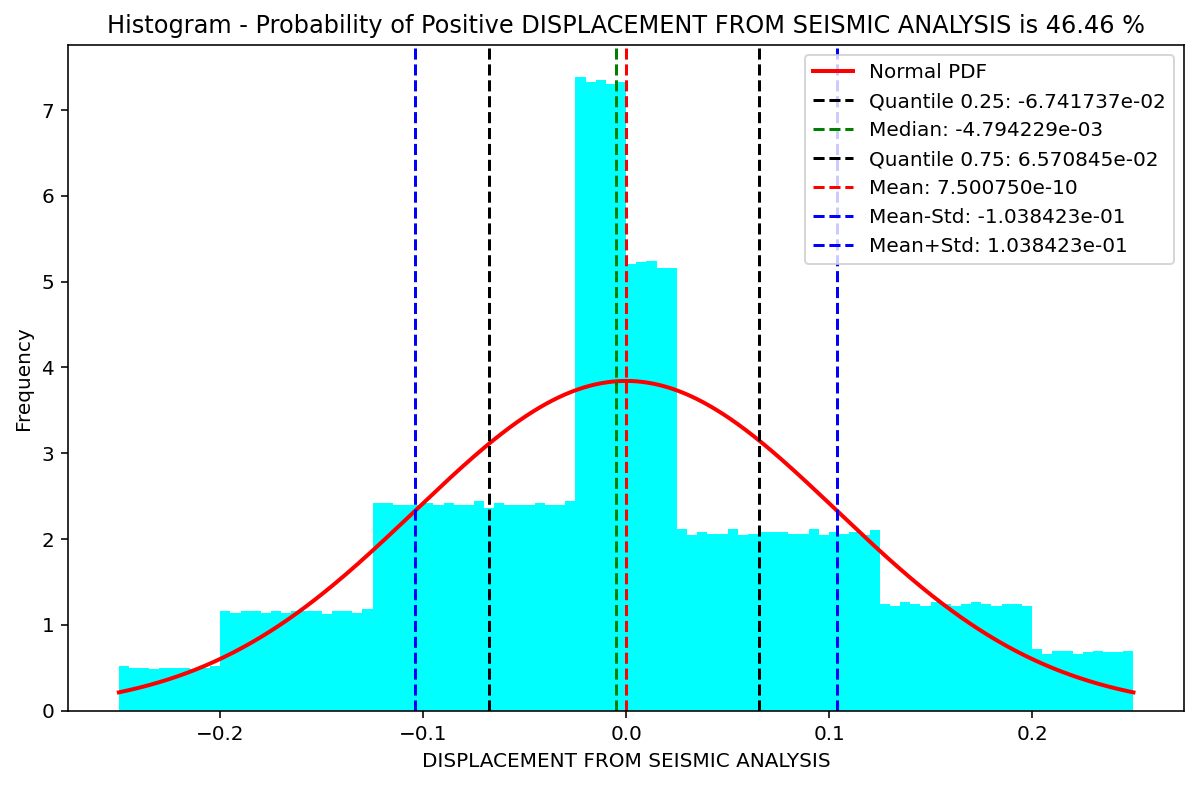 Histogram - Probability of Positive DISPLACEMENT FROM SEISMIC ANALYSIS is 46.46 %
Normal PDF
Quantile 0.25: -6.741737e-02
Median: -4.794229e-03
Quantile 0.75: 6.570845e-02
Mean: 7.500750e-10
Mean-Std: -1.038423e-01
Mean+Std: 1.038423e-01
Frequency
7
6
5
4
3
2
1
0
−0.2
−0.1
0.0
0.1
0.2
DISPLACEMENT FROM SEISMIC ANALYSIS